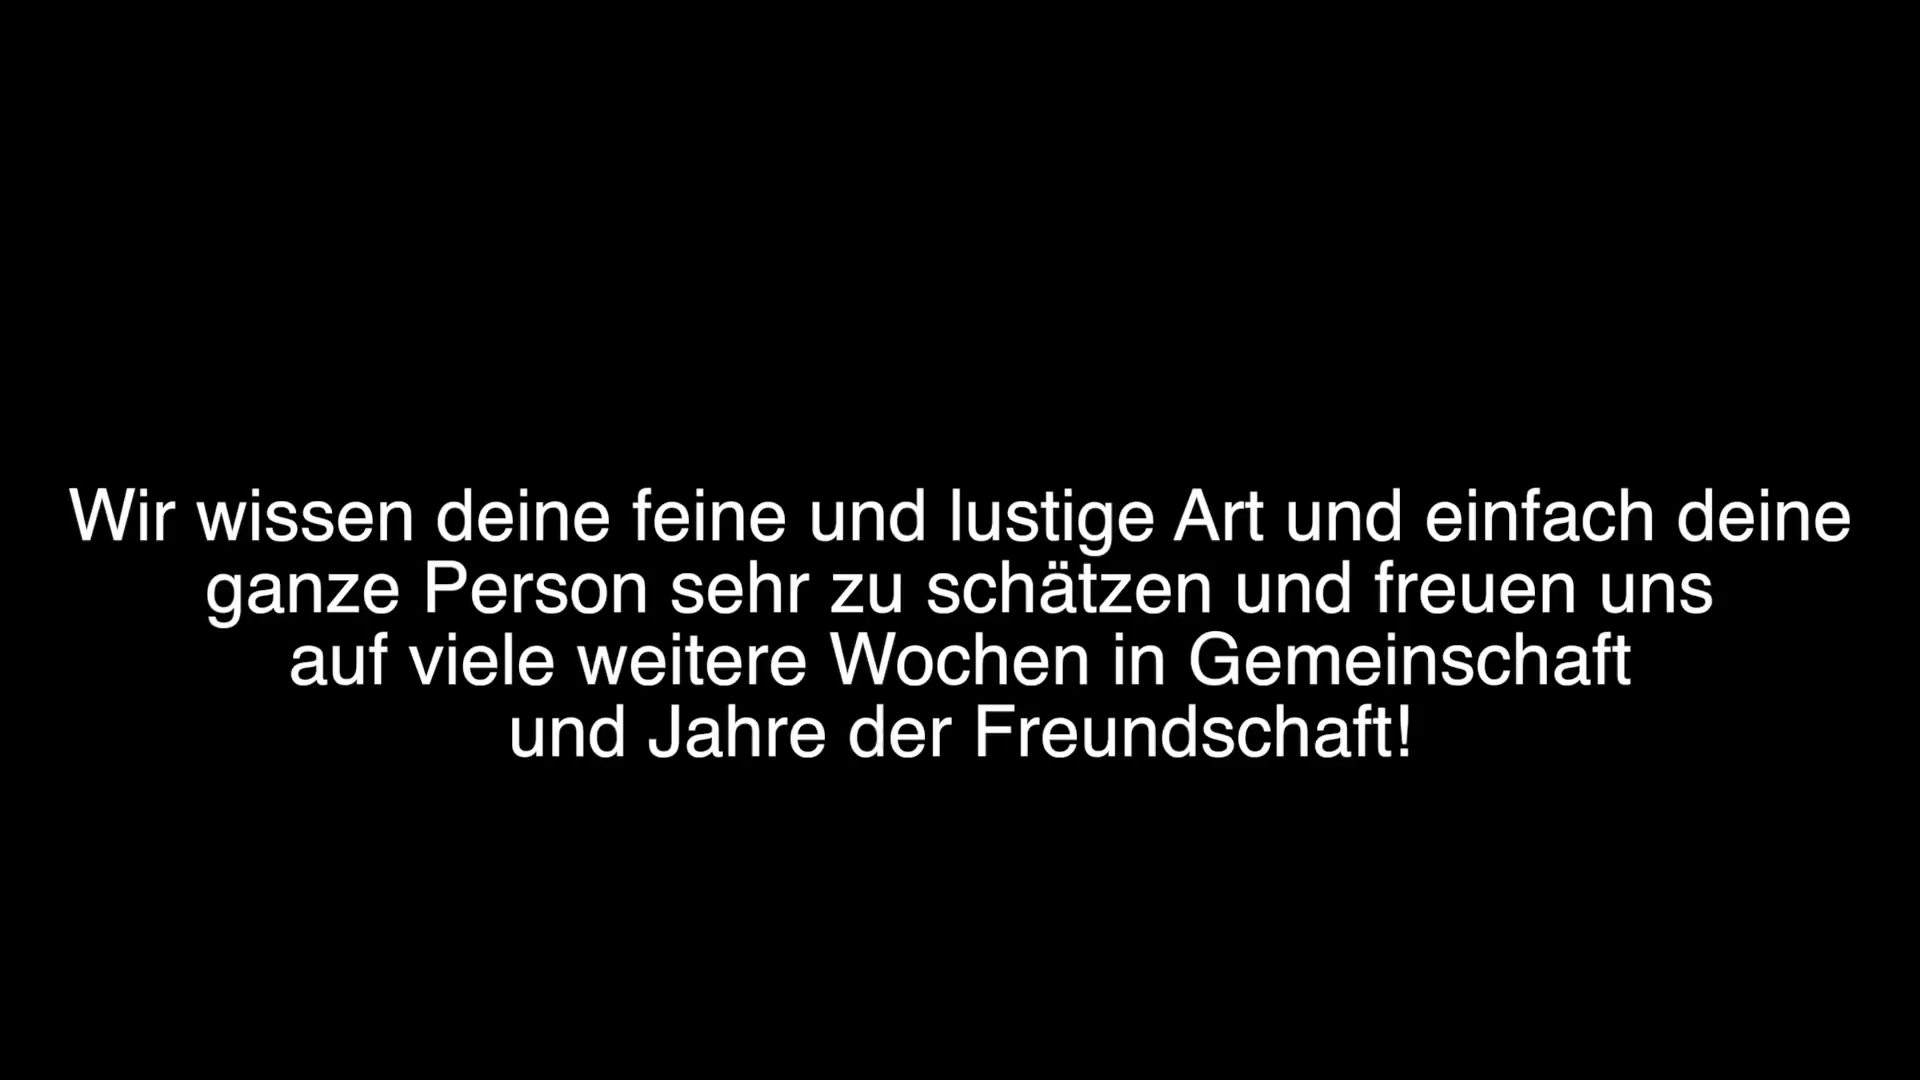 Wir wissen deine feine und lustige Art und einfach deine
ganze Person sehr zu schätzen und freuen uns
auf viele weitere Wochen in Gemeinschaft
und Jahre der Freundschaft!